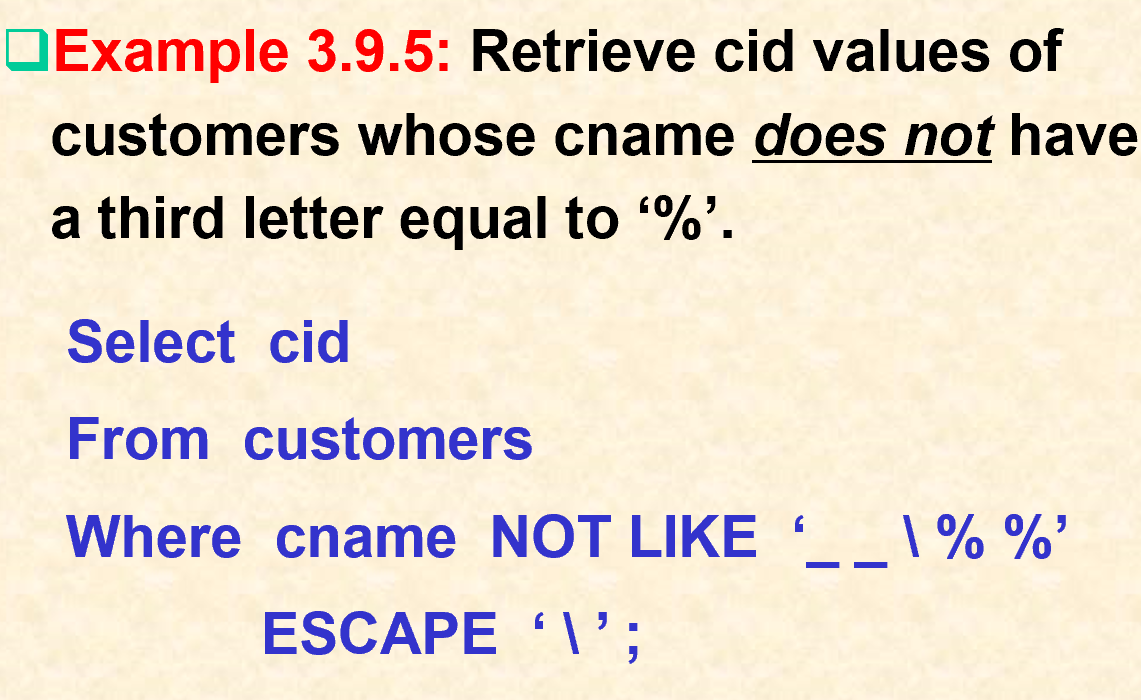 ❑Example 3.9.5: Retrieve cid values of
customers whose cname does not have
a third letter equal to ‘%’.
Select cid
From customers
Where cname NOT LIKE ‘_ _ \ % %’
ESCAPE ‘ \ ’ ;